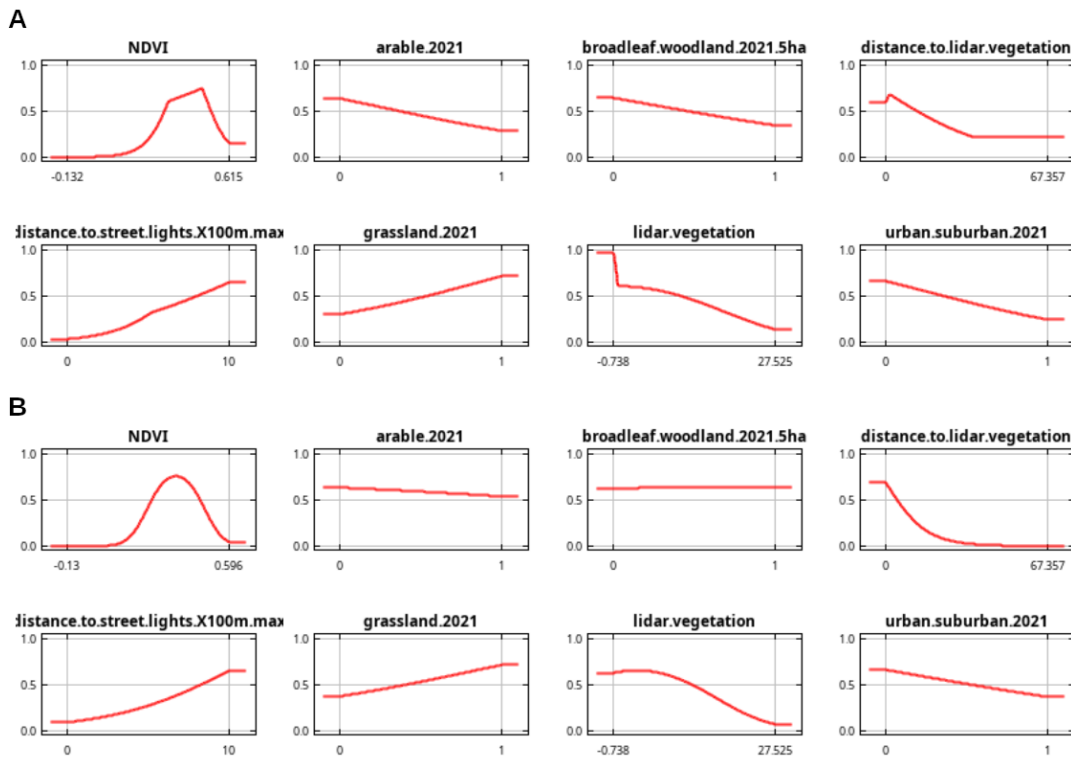 A
NDVI arable.2021 broadleaf.woodland.2021.5ha distance.to.lidar.vegetation
1.0 1.0 1.0 1.0
0.5 0.5 0.5 0.5
0.0 0.0 0.0 0.0
-0.132 0.615 0 1 0 1 0 67.357
distance.to.street.lights.X100m.max grassland.2021 lidar.vegetation urban.suburban.2021
1.0 1.0 1.0 1.0
0.5 0.5 0.5 0.5
0.0 0.0 0.0 0.0
0 10 0 1 -0.738 27.525 0 1
B
NDVI arable.2021 broadleaf.woodland.2021.5ha distance.to.lidar.vegetation
1.0 1.0 1.0 1.0
0.5 0.5 0.5 0.5
0.0 0.0 0.0 0.0
-0.13 0.596 0 1 0 1 0 67.357
distance.to.street.lights.X100m.max grassland.2021 lidar.vegetation urban.suburban.2021
1.0 1.0 1.0 1.0
0.5 0.5 0.5 0.5
0.0 0.0 0.0 0.0
0 10 0 1 -0.738 27.525 0 1